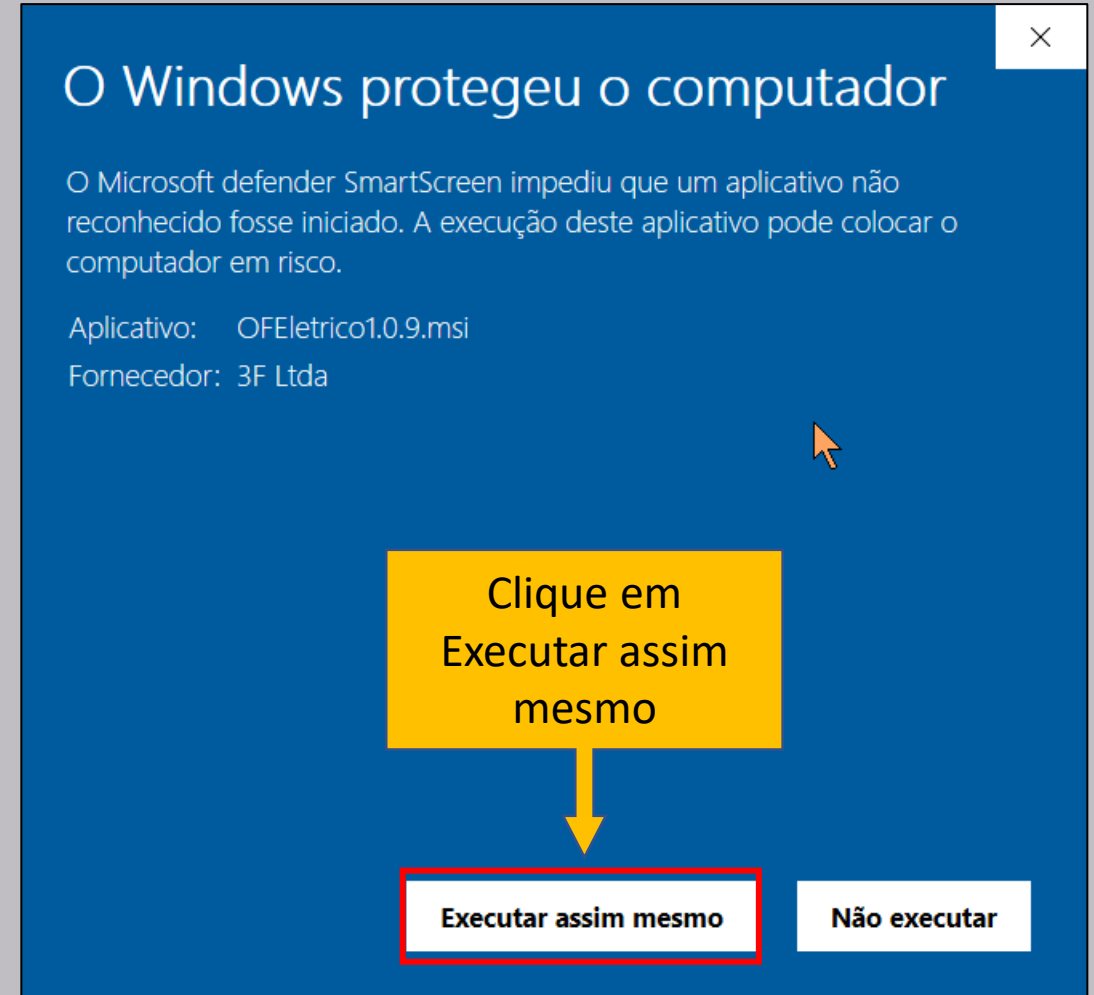 O Windows protegeu o computador
O Microsoft defender SmartScreen impediu que um aplicativo não
reconhecido fosse iniciado. A execução deste aplicativo pode colocar o
computador em risco.
Aplicativo: OFEletrico1.0.9.msi
Fornecedor: 3F Ltda
Clique em
Executar assim
mesmo
Executar assim mesmo
Não executar